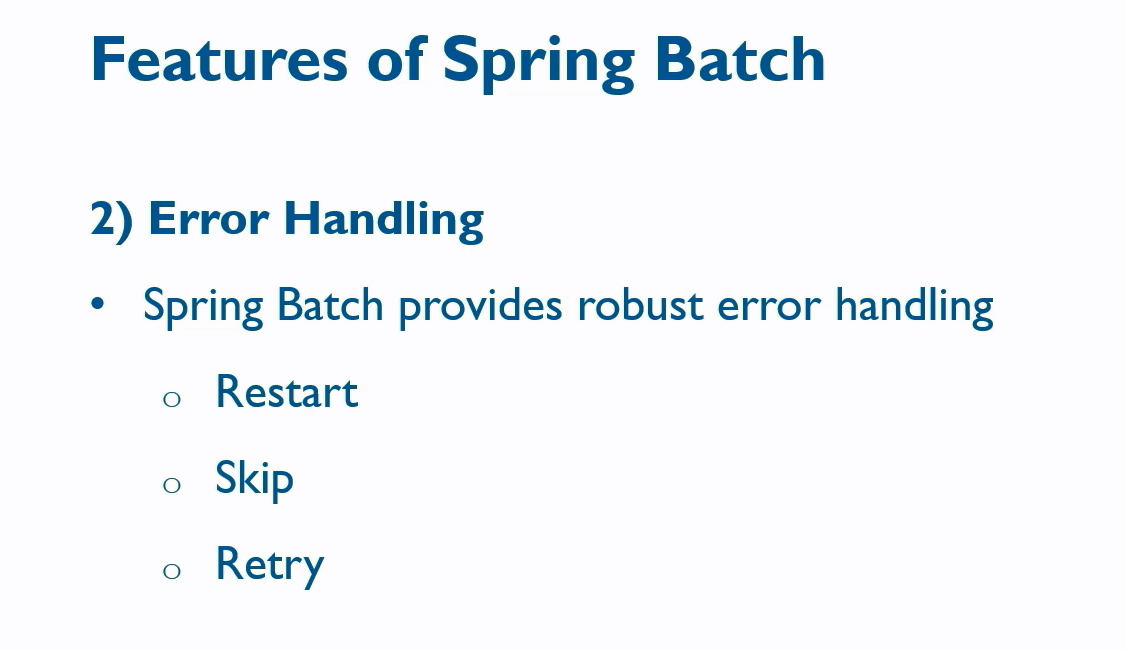 Features of Spring Batch
2) Error Handling
• Spring Batch provides robust error handling
o Restart
o Skip
o Retry